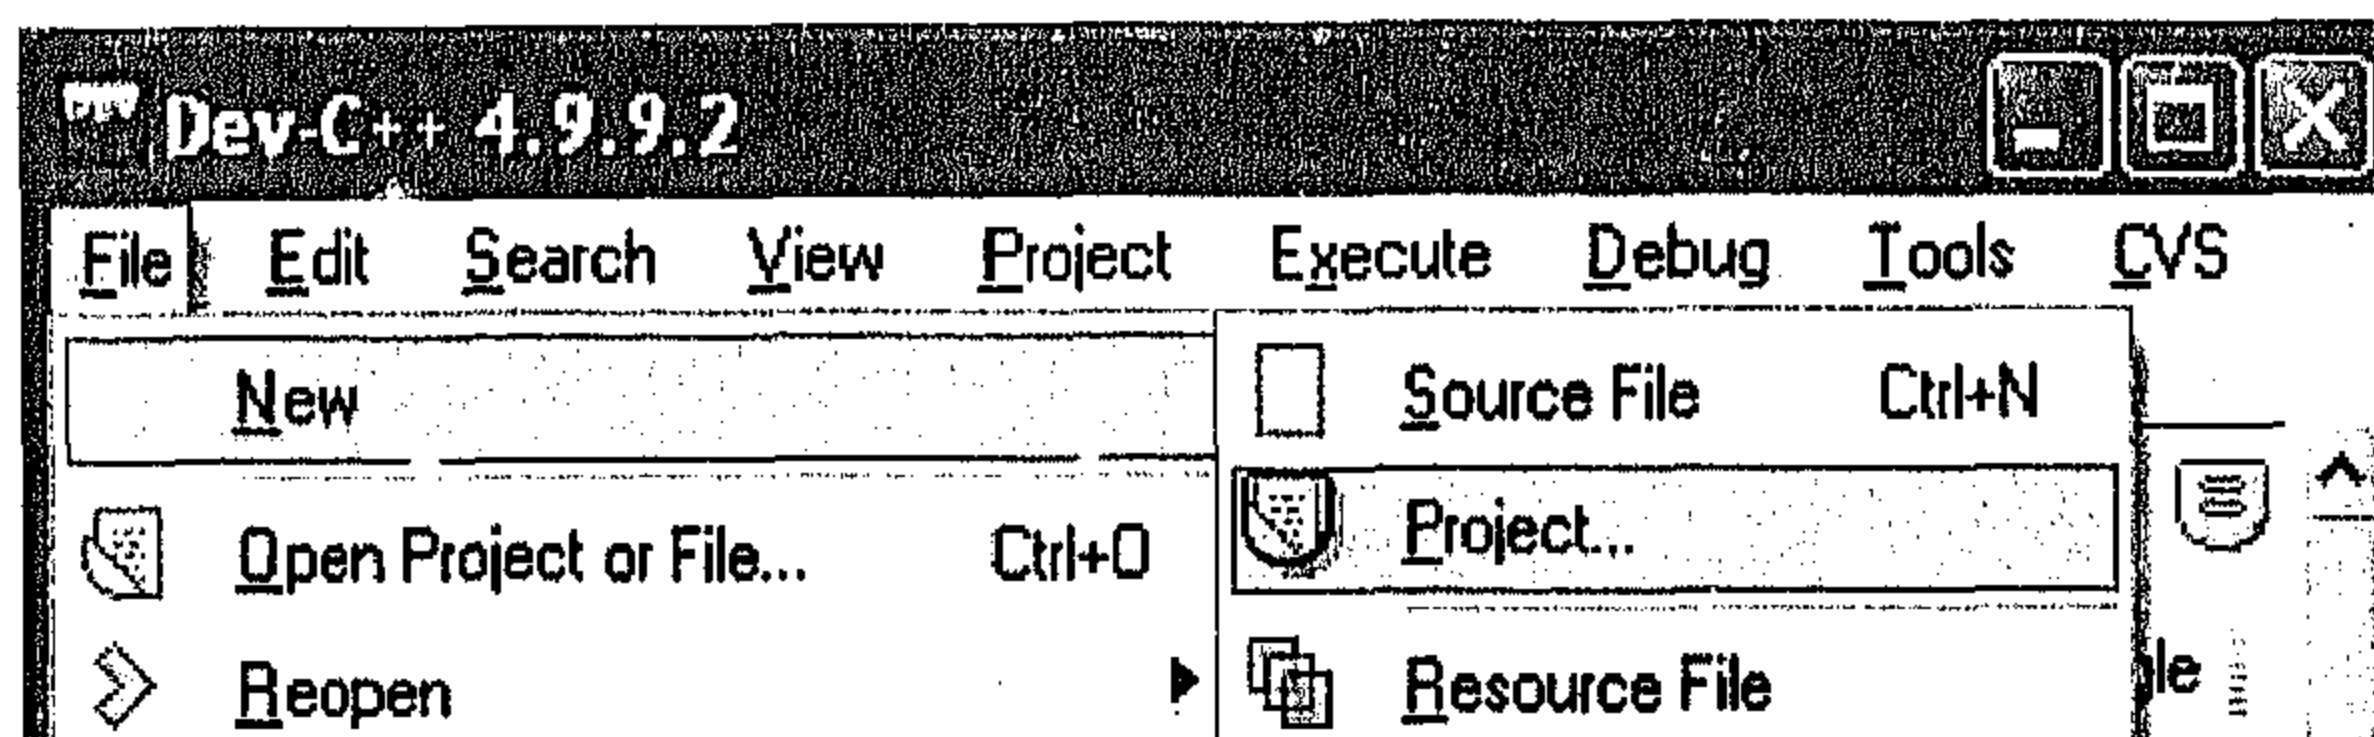 Dev-C++ 4.9.9.2
File Edit Search View Project Execute Debug Tools CVS
New
Source File Ctrl+N
Open Project or File... Ctrl+O
Project...
Reopen
Resource File